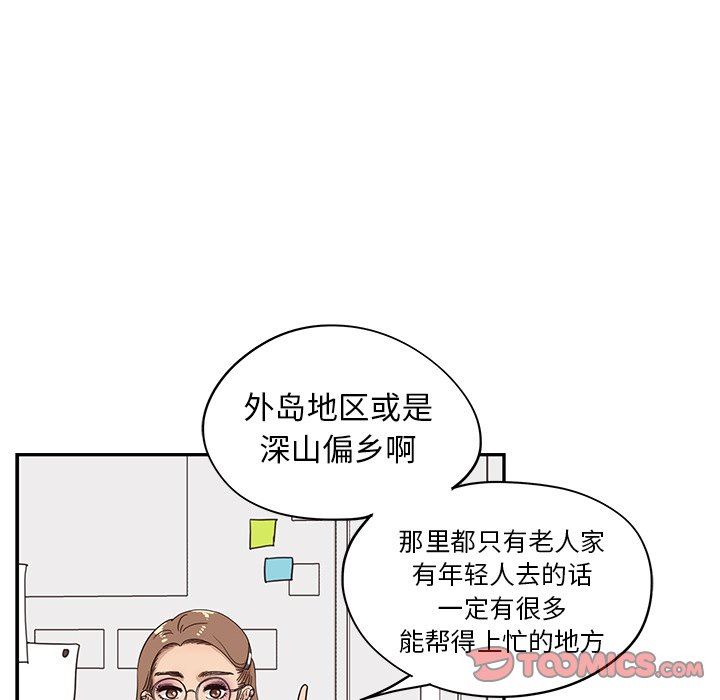 外岛地区或是
深山偏乡啊
那里都只有老人家
有年轻人去的话
一定有很多
能帮得上忙的地方
TOOMICS.COM